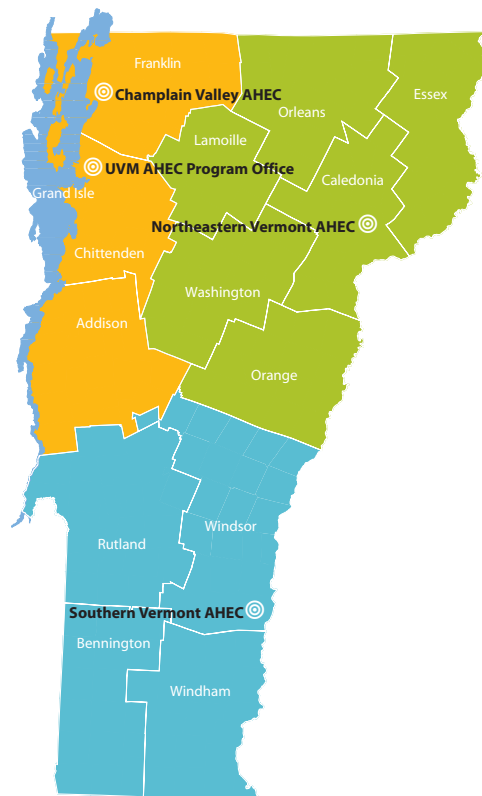 Franklin
Champlain Valley AHEC
Essex
Orleans
Lamoille
UVM AHEC Program Office
Caledonia
Grand Isle
Northeastern Vermont AHEC
Chittenden
Washington
Addison
Orange
Windsor
Rutland
Southern Vermont AHEC
Bennington
Windham